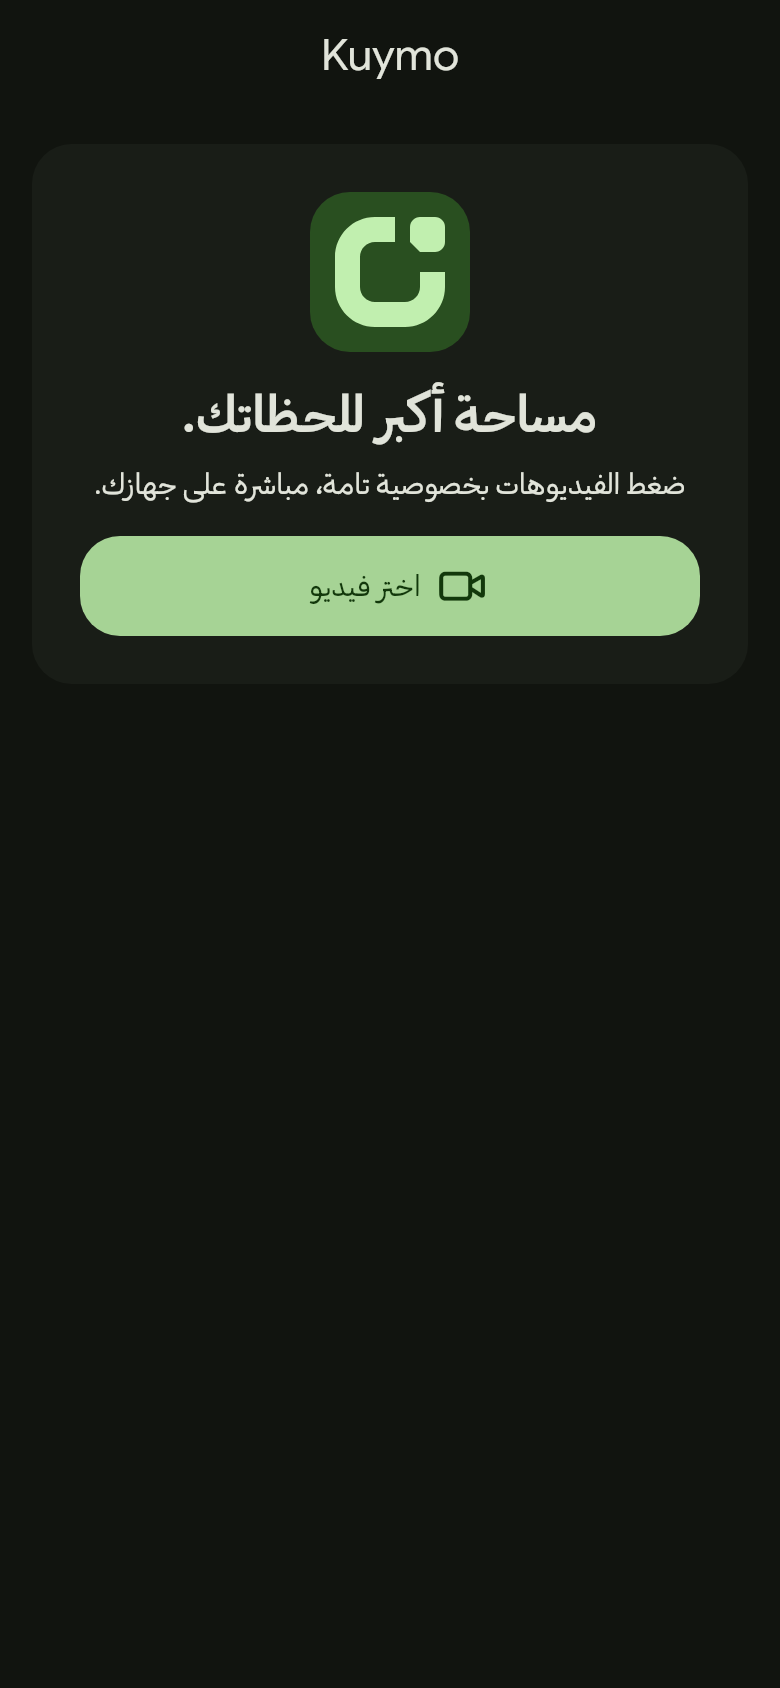 Kuymo
مساحة أكبر للحظاتك.
ضغط الفيديوهات بخصوصية تامة، مباشرة على جهازك.
اختر فيديو